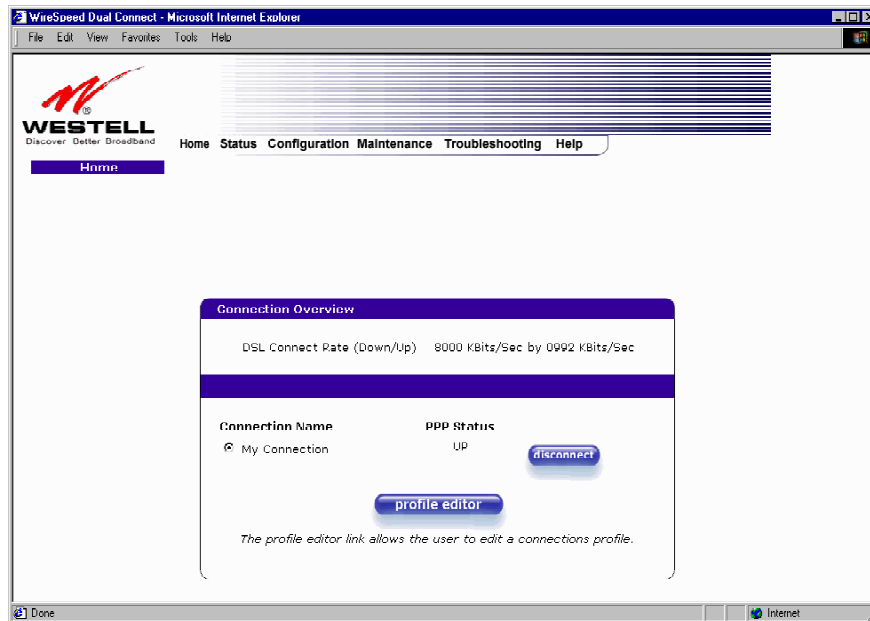 WireSpeed Dual Connect - Microsoft Internet Explorer
File Edit View Favorites Tools Help
®
WESTELL
Discover Better Broadband
Home Status Configuration Maintenance Troubleshooting Help
Home
Connection Overview
DSL Connect Rate (Down/Up) 8000 KBits/Sec by 0992 KBits/Sec
Connection Name PPP Status
My Connection UP disconnect
profile editor
The profile editor link allows the user to edit a connections profile.
Done Internet